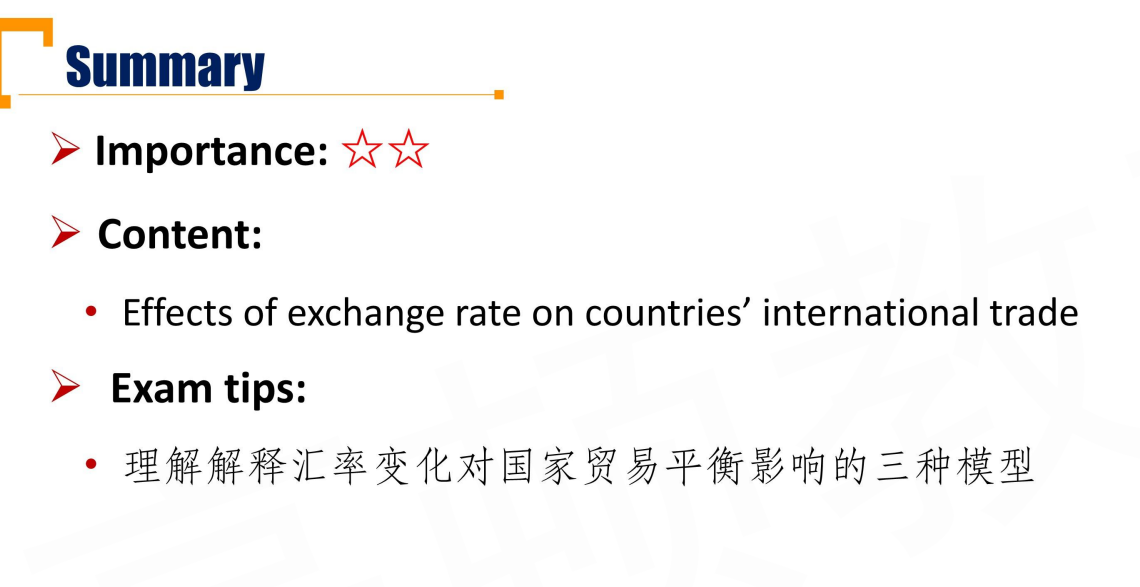 Summary
Importance: ☆☆
Content:
Effects of exchange rate on countries’ international trade
Exam tips:
理解解释汇率变化对国家贸易平衡影响的三种模型